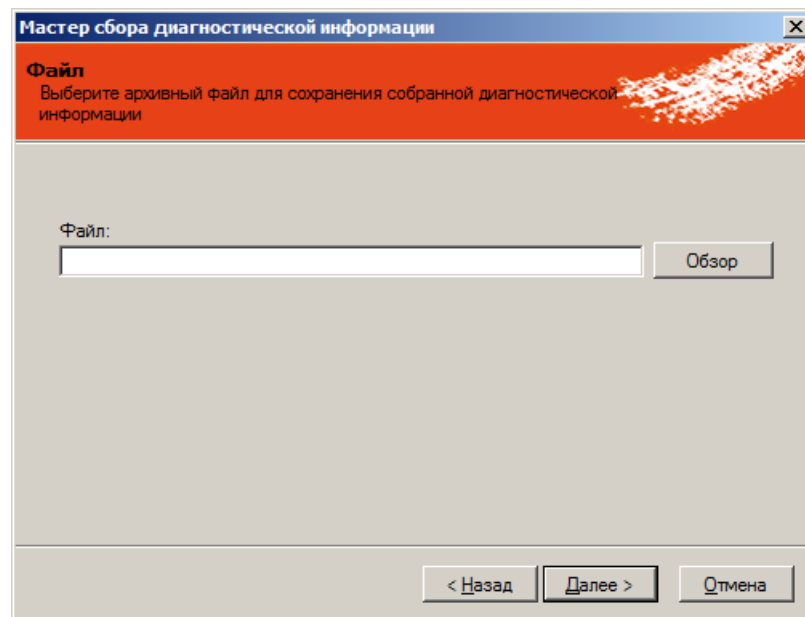 Мастер сбора диагностической информации
Файл
Выберите архивный файл для сохранения собранной диагностической
информации
Файл:
Обзор
< Назад
Далее >
Отмена